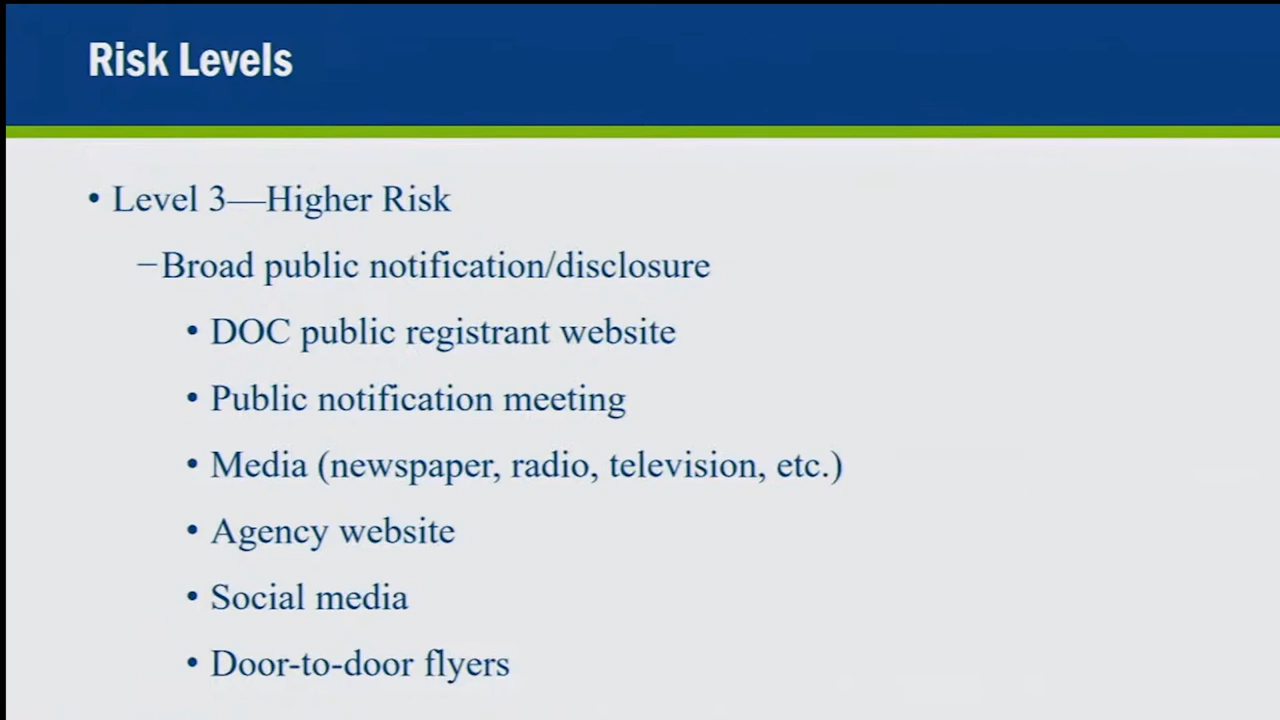 Risk Levels
• Level 3—Higher Risk
–Broad public notification/disclosure
• DOC public registrant website
• Public notification meeting
• Media (newspaper, radio, television, etc.)
• Agency website
• Social media
• Door-to-door flyers